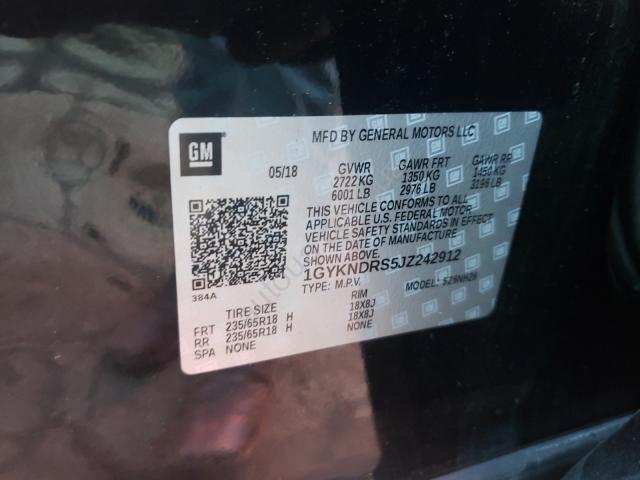 GM
MFD BY GENERAL MOTORS LLC
05/18 GVWR GAWR FRT GAWR RR
2722 KG 1350 KG 1450 KG
6001 LB 2976 LB 3196 LB
THIS VEHICLE CONFORMS TO ALL
APPLICABLE U.S. FEDERAL MOTOR
VEHICLE SAFETY STANDARDS IN EFFECT
ON THE DATE OF MANUFACTURE
SHOWN ABOVE.
1GYKNDRS5JZ242912
TYPE: M.P.V.
384A
TIRE SIZE RIM
FRT 235/65R18 H 18X8J
RR 235/65R18 H 18X8J
SPA NONE NONE